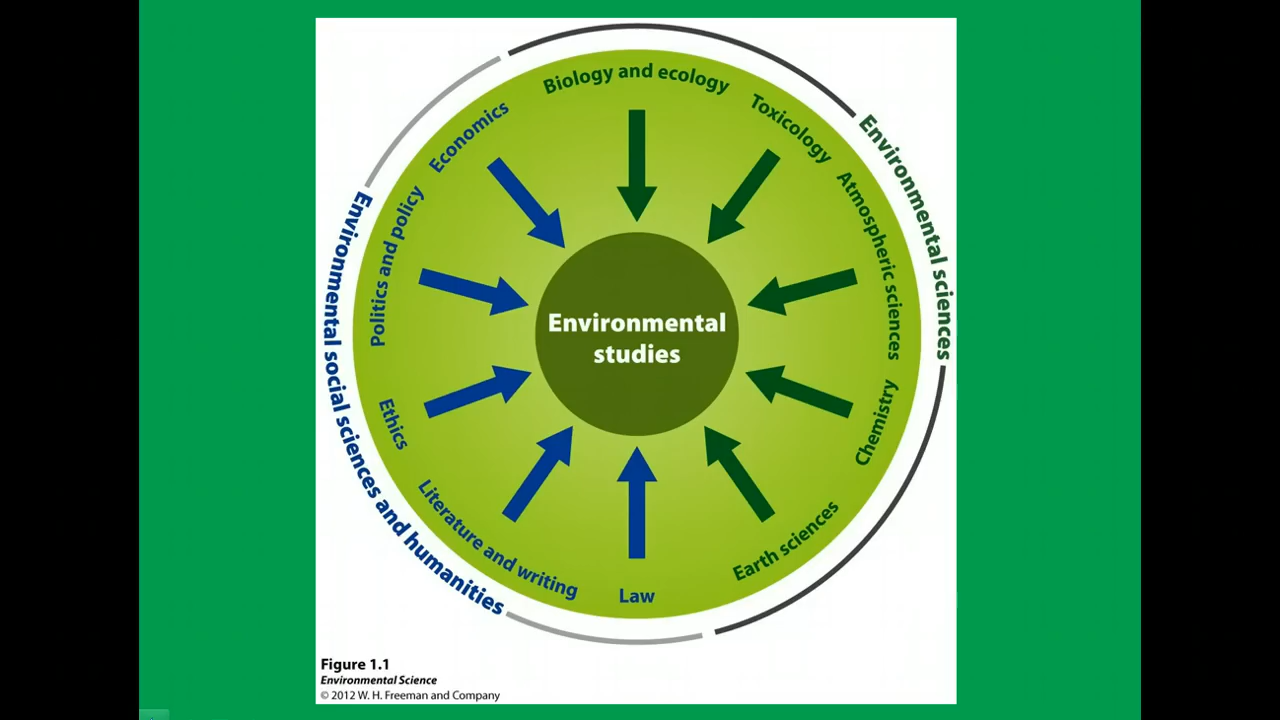 Biology and ecology
Toxicology
Atmospheric sciences
Chemistry
Earth sciences
Law
Literature and writing
Ethics
Politics and policy
Economics
Environmental sciences
Environmental social sciences and humanities
Environmental
studies
Figure 1.1
Environmental Science
© 2012 W. H. Freeman and Company